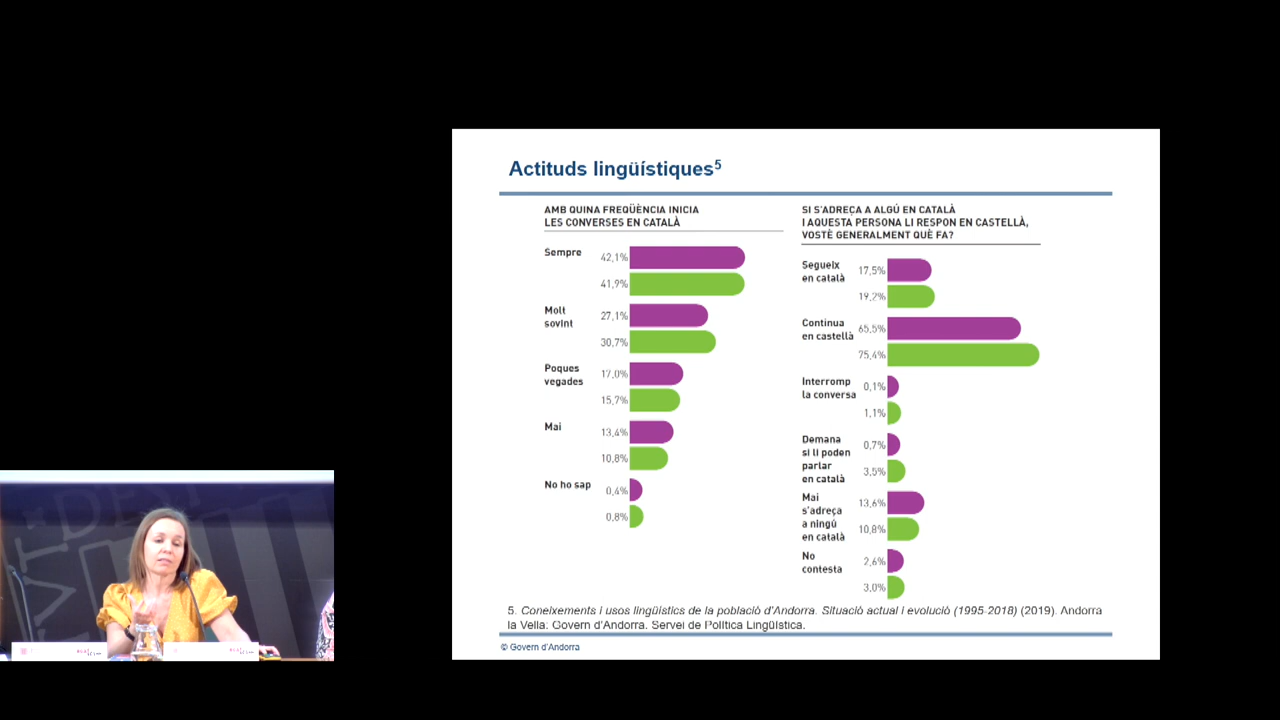 Actituds lingüístiques5
AMB QUINA FREQÜÈNCIA INICIA
LES CONVERSES EN CATALÀ
Sempre
42,1%
41,9%
Molt
sovint
27,1%
30,7%
Poques
vegades
17,0%
15,7%
Mai
13,4%
10,8%
No ho sap
0,4%
0,8%
SI S'ADREÇA A ALGÚ EN CATALÀ
I AQUESTA PERSONA LI RESPON EN CASTELLÀ,
VOSTÈ GENERALMENT QUÈ FA?
Segueix
en català
17,5%
19,2%
Continua
en castellà
65,5%
75,4%
Interromp
la conversa
0,1%
1,1%
Demana
si li poden
parlar
en català
0,7%
3,5%
Mai
s'adreça
a ningú
en català
13,6%
10,8%
No
contesta
2,6%
3,0%
5. Coneixements i usos lingüístics de la població d'Andorra. Situació actual i evolució (1995-2018) (2019). Andorra
la Vella: Govern d'Andorra. Servei de Política Lingüística.
© Govern d'Andorra